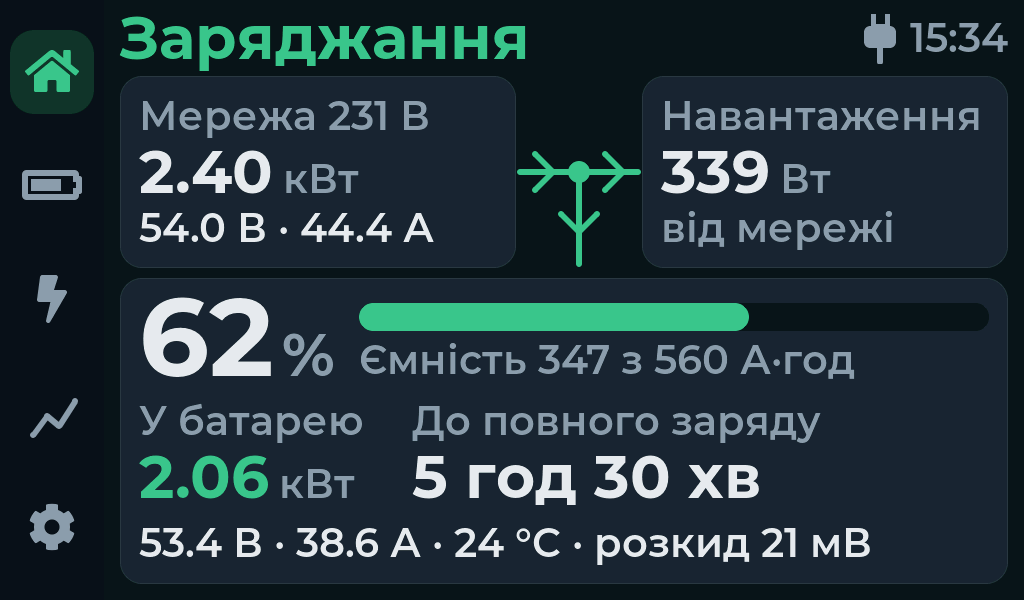 Заряджання
15:34
Мережа 231 В
2.40 кВт
54.0 В · 44.4 А
Навантаження
339 Вт
від мережі
62 %
Ємність 347 з 560 А·год
У батарею
2.06 кВт
До повного заряду
5 год 30 хв
53.4 В · 38.6 А · 24 °C · розкид 21 мВ